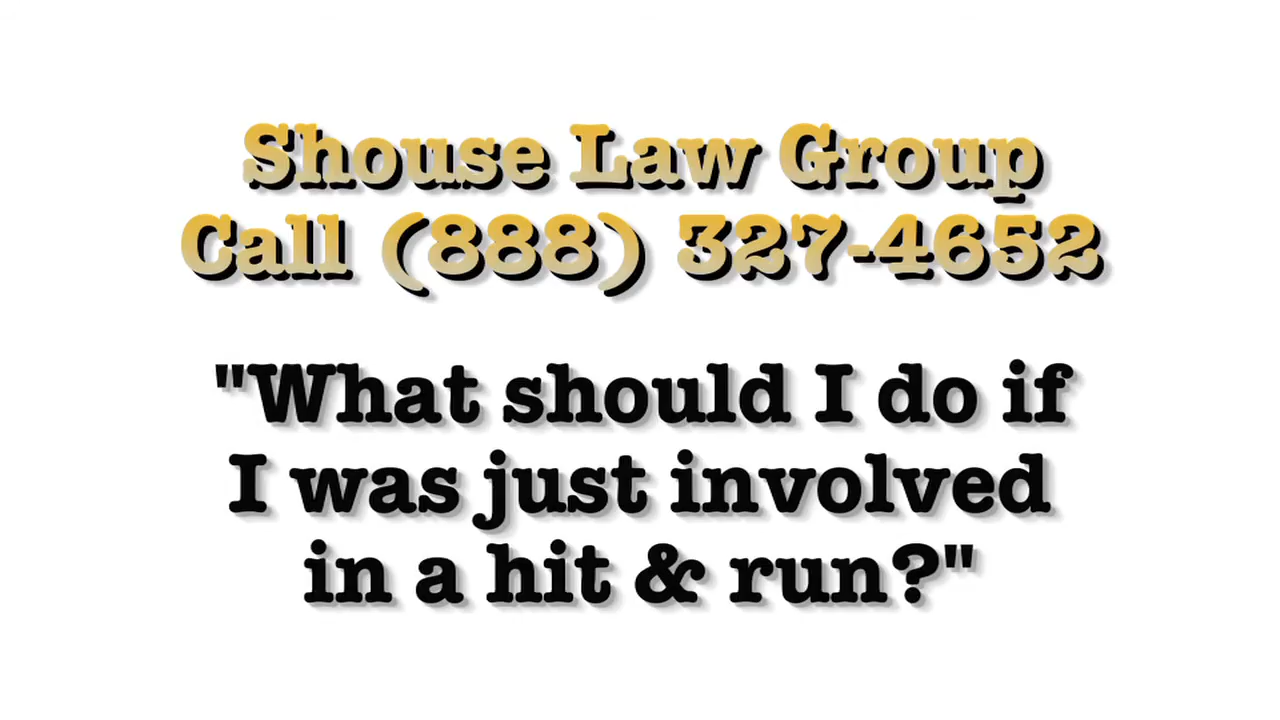 Shouse Law Group
Call (888) 327-4652
"What should I do if
I was just involved
in a hit & run?"